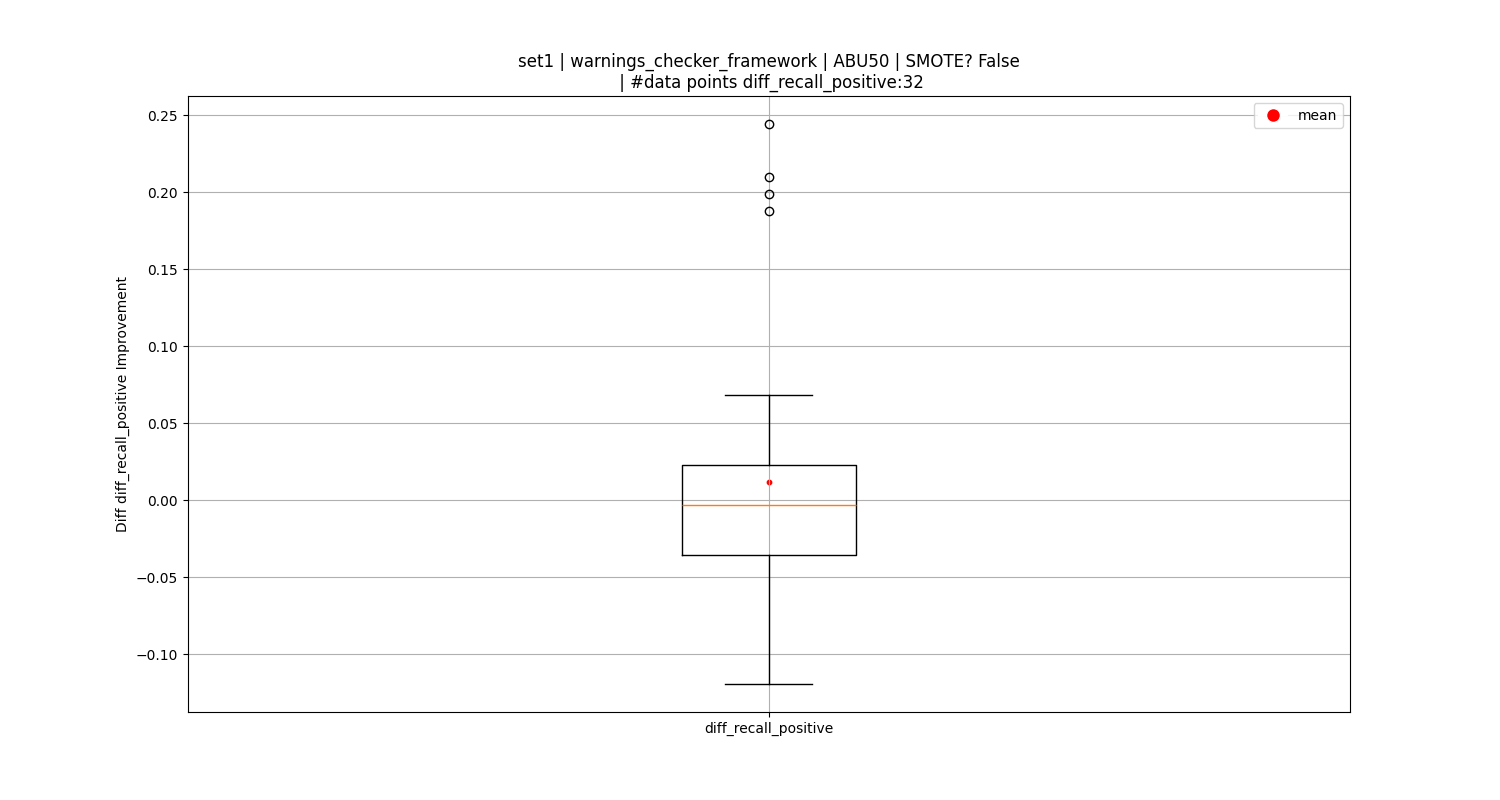 set1 | warnings_checker_framework | ABU50 | SMOTE? False
| #data points diff_recall_positive:32
mean
0.25
0.20
0.15
0.10
0.05
0.00
−0.05
−0.10
Diff diff_recall_positive Improvement
diff_recall_positive